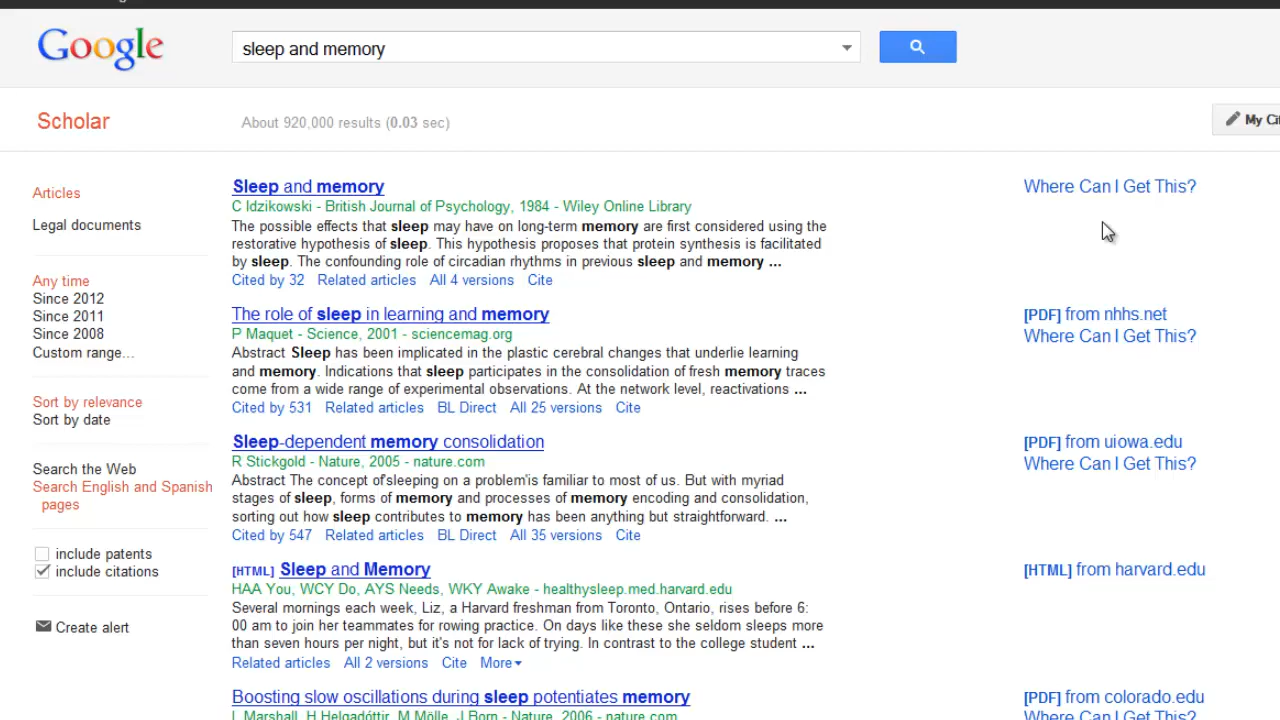 Google
sleep and memory
Scholar
About 920,000 results (0.03 sec)
My Ci
Articles
Legal documents
Any time
Since 2012
Since 2011
Since 2008
Custom range...
Sort by relevance
Sort by date
Search the Web
Search English and Spanish
pages
include patents
include citations
Create alert
Sleep and memory
Where Can I Get This?
C Idzikowski - British Journal of Psychology, 1984 - Wiley Online Library
The possible effects that sleep may have on long-term memory are first considered using the
restorative hypothesis of sleep. This hypothesis proposes that protein synthesis is facilitated
by sleep. The confounding role of circadian rhythms in previous sleep and memory ...
Cited by 32 Related articles All 4 versions Cite
The role of sleep in learning and memory
[PDF] from nhhs.net
P Maquet - Science, 2001 - sciencemag.org
Where Can I Get This?
Abstract Sleep has been implicated in the plastic cerebral changes that underlie learning
and memory. Indications that sleep participates in the consolidation of fresh memory traces
come from a wide range of experimental observations. At the network level, reactivations ...
Cited by 531 Related articles BL Direct All 25 versions Cite
Sleep-dependent memory consolidation
[PDF] from uiowa.edu
R Stickgold - Nature, 2005 - nature.com
Where Can I Get This?
Abstract The concept of'sleeping on a problem'is familiar to most of us. But with myriad
stages of sleep, forms of memory and processes of memory encoding and consolidation,
sorting out how sleep contributes to memory has been anything but straightforward. ...
Cited by 547 Related articles BL Direct All 35 versions Cite
[HTML] Sleep and Memory
[HTML] from harvard.edu
HAA You, WCY Do, AYS Needs, WKY Awake - healthysleep.med.harvard.edu
Several mornings each week, Liz, a Harvard freshman from Toronto, Ontario, rises before 6:
00 am to join her teammates for rowing practice. On days like these she seldom sleeps more
than seven hours per night, but it's not for lack of trying. In contrast to the college student ...
Related articles All 2 versions Cite More
Boosting slow oscillations during sleep potentiates memory
[PDF] from colorado.edu
L Marshall, H Helgadóttir, M Mölle, J Born - Nature, 2006 - nature.com
Where Can I Get This?